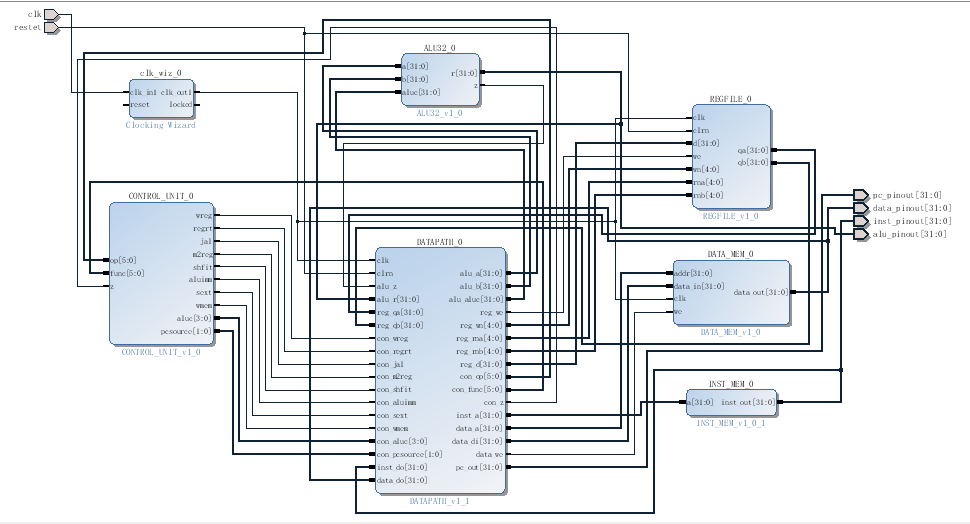 clk
restet
clk_wiz_0
clk_in1 clk_out1
reset locked
Clocking Wizard
ALU32_0
a[31:0]
b[31:0]
aluc[31:0]
r[31:0]
z
ALU32_v1_0
REGFILE_0
clk
clrn
d[31:0]
we
wn[4:0]
rna[4:0]
rnb[4:0]
qa[31:0]
qb[31:0]
REGFILE_v1_0
pc_pinout[31:0]
data_pinout[31:0]
inst_pinout[31:0]
alu_pinout[31:0]
CONTROL_UNIT_0
op[5:0]
func[5:0]
z
wreg
regrt
jal
m2reg
shfit
aluimm
sext
wmem
aluc[3:0]
pcsource[1:0]
CONTROL_UNIT_v1_0
DATAPATH_0
clk
clrn
alu_z
alu_r[31:0]
reg_qa[31:0]
reg_qb[31:0]
con_wreg
con_regrt
con_jal
con_m2reg
con_shfit
con_aluimm
con_sext
con_wmem
con_aluc[3:0]
con_pcsource[1:0]
inst_do[31:0]
data_do[31:0]
alu_a[31:0]
alu_b[31:0]
alu_aluc[31:0]
reg_we
reg_wn[4:0]
reg_rna[4:0]
reg_rnb[4:0]
reg_d[31:0]
con_op[5:0]
con_func[5:0]
con_z
inst_a[31:0]
data_a[31:0]
data_di[31:0]
data_we
pc_out[31:0]
DATAPATH_v1_1
DATA_MEM_0
addr[31:0]
data_in[31:0]
clk
we
data_out[31:0]
DATA_MEM_v1_0
INST_MEM_0
a[31:0] inst_out[31:0]
INST_MEM_v1_0_1